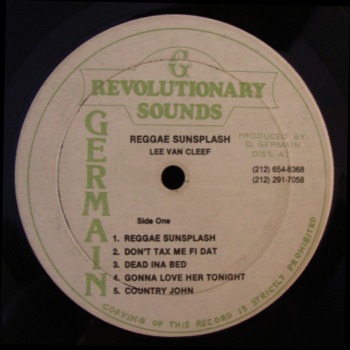 G
REVOLUTIONARY
SOUNDS
GERMAIN
REGGAE SUNSPLASH
LEE VAN CLEEF
PRODUCED BY
D. GERMAIN
DIST. AT
(212) 654-6368
(212) 291-7058
Side One
1. REGGAE SUNSPLASH
2. DON'T TAX ME FI DAT
3. DEAD INA BED
4. GONNA LOVE HER TONIGHT
5. COUNTRY JOHN
COPYING OF THIS RECORD IS STRICTLY PROHIBITED